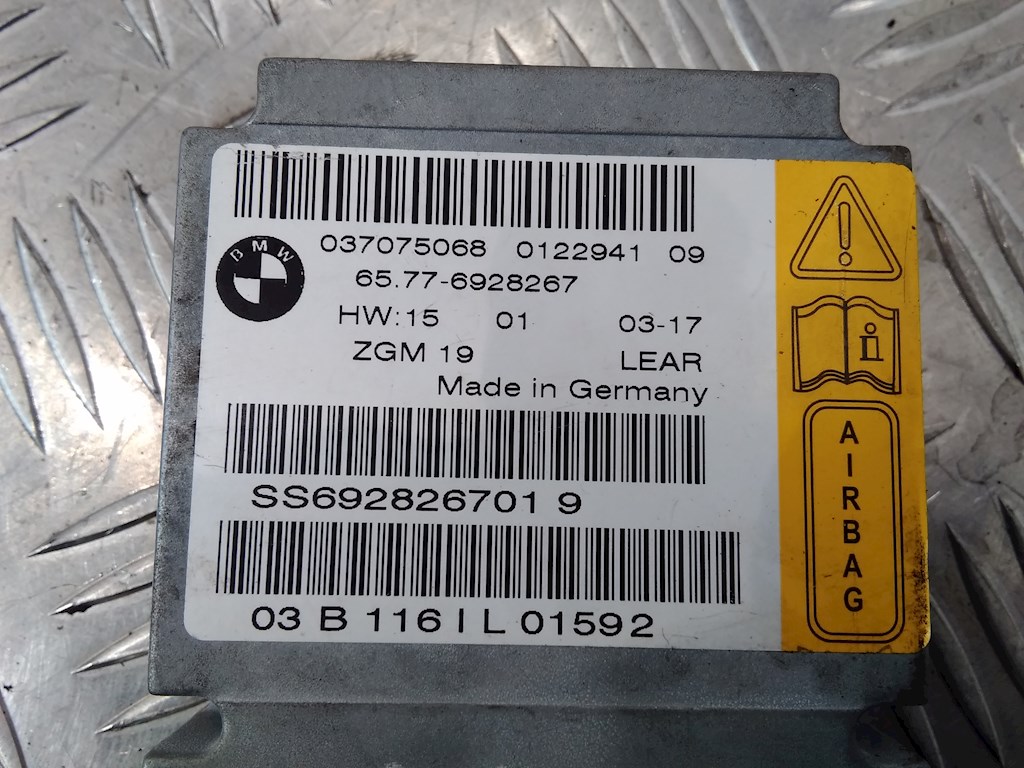 037075068 0122941 09
BMW
65.77-6928267
HW:15 01 03-17
ZGM 19 LEAR
Made in Germany
SS692826701 9
03 B 116 I L 01592
i
AIRBAG